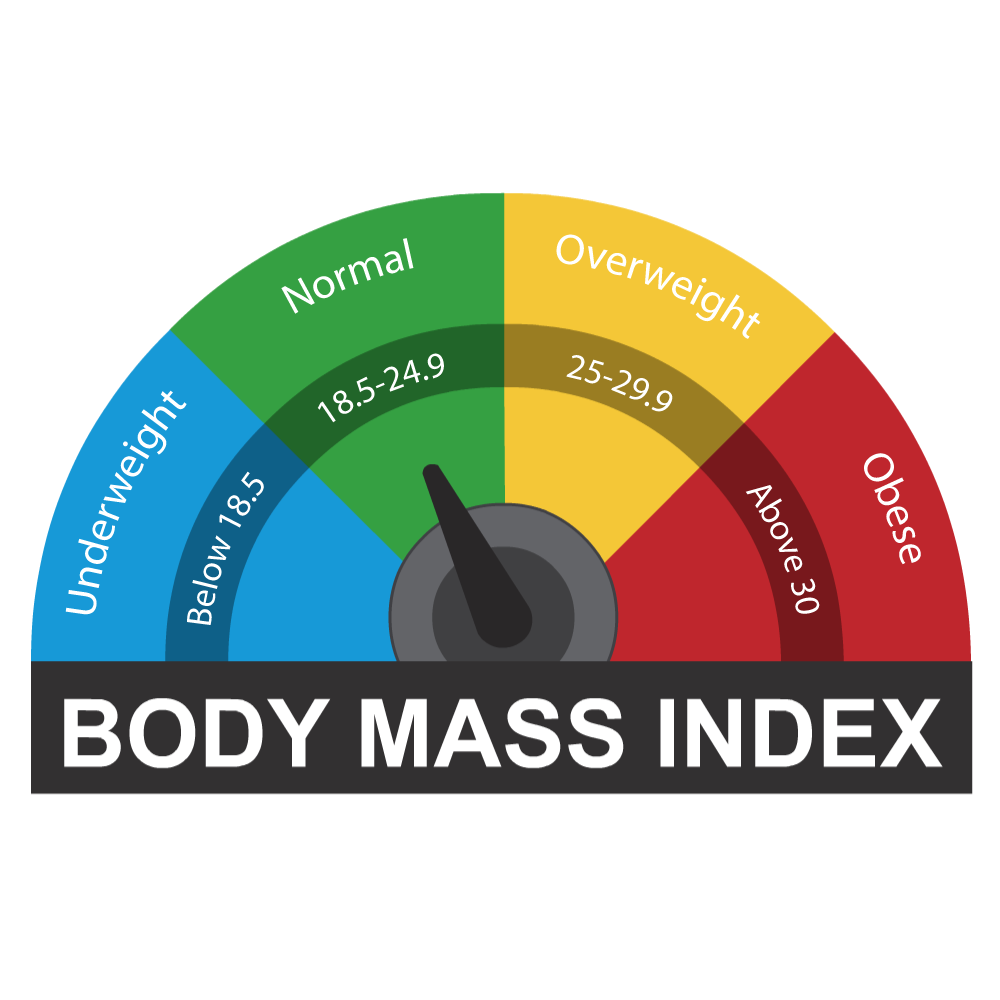 Underweight
Below 18.5
Normal
18.5-24.9
Overweight
25-29.9
Obese
Above 30
BODY MASS INDEX